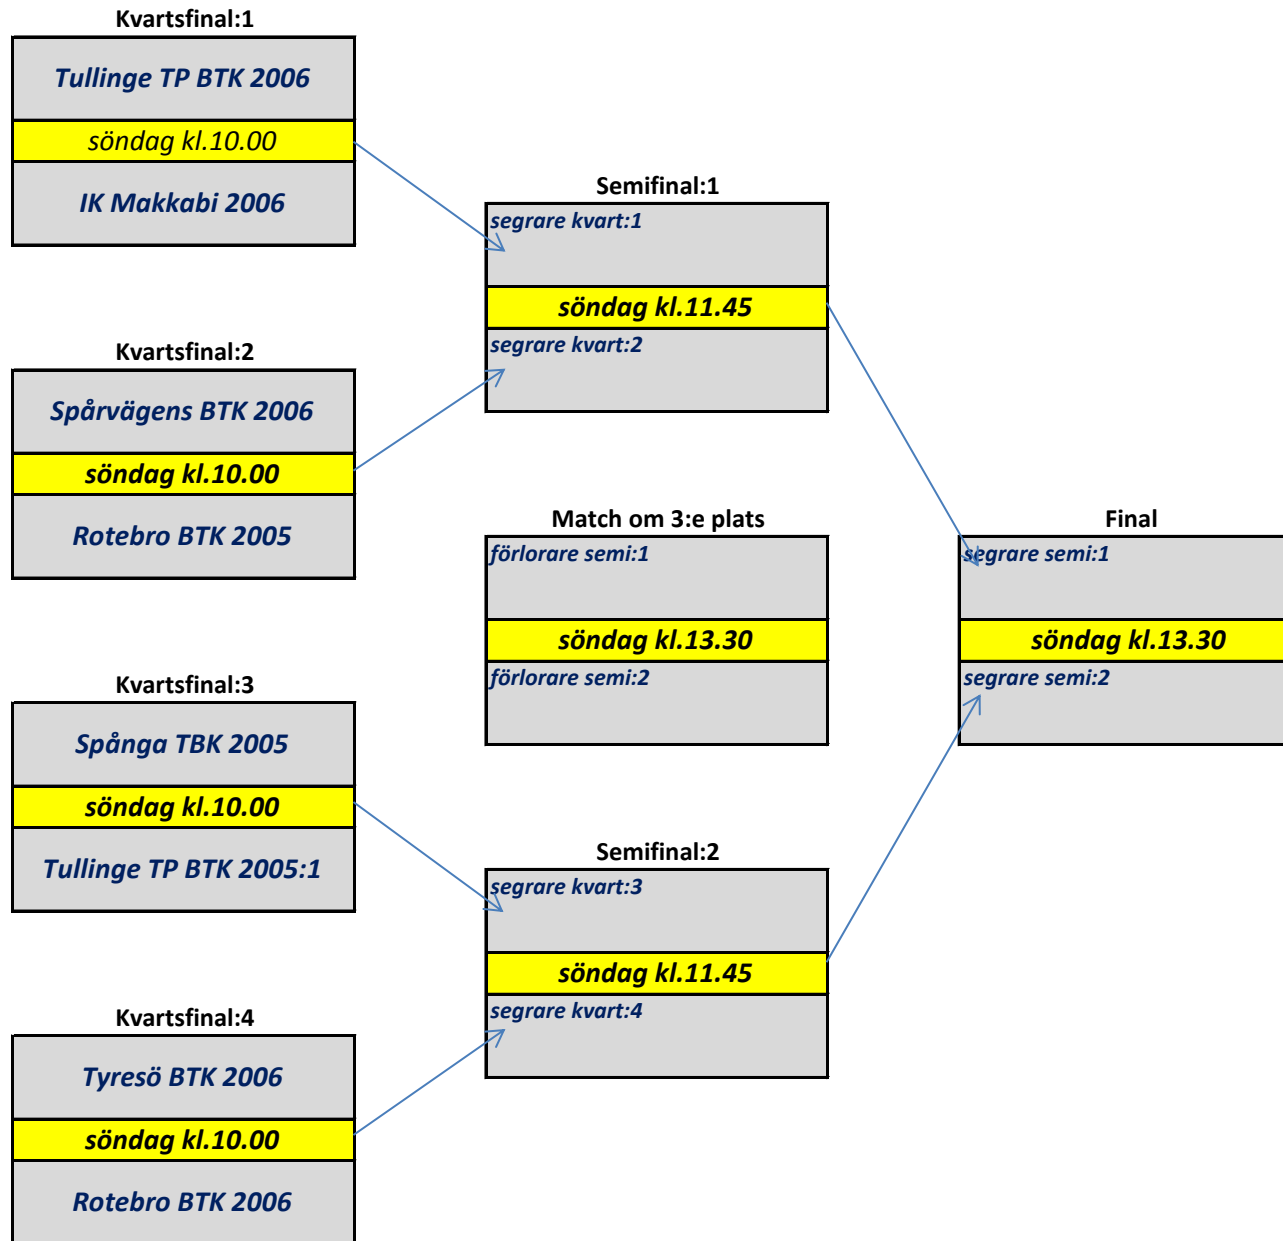 Kvartsfinal:1
Tullinge TP BTK 2006
söndag kl.10.00
IK Makkabi 2006
Kvartsfinal:2
Spårvägens BTK 2006
söndag kl.10.00
Rotebro BTK 2005
Kvartsfinal:3
Spånga TBK 2005
söndag kl.10.00
Tullinge TP BTK 2005:1
Kvartsfinal:4
Tyresö BTK 2006
söndag kl.10.00
Rotebro BTK 2006
Semifinal:1
segrare kvart:1
söndag kl.11.45
segrare kvart:2
Match om 3:e plats
förlorare semi:1
söndag kl.13.30
förlorare semi:2
Semifinal:2
segrare kvart:3
söndag kl.11.45
segrare kvart:4
Final
segrare semi:1
söndag kl.13.30
segrare semi:2